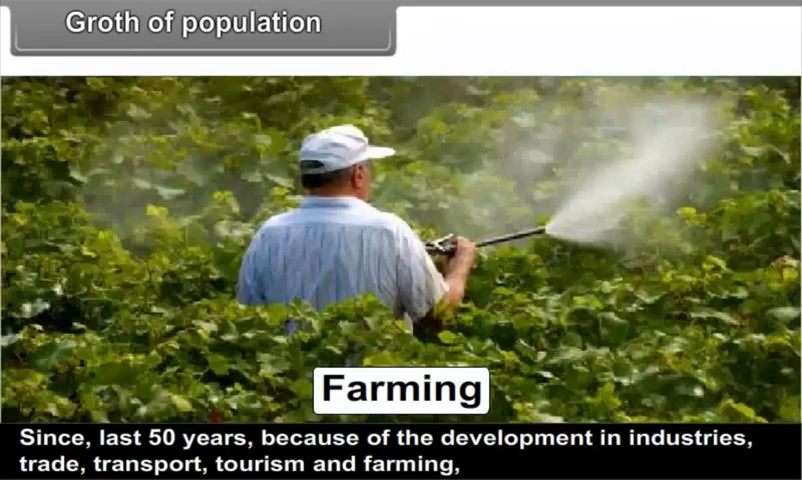 Groth of population
Farming
Since, last 50 years, because of the development in industries,
trade, transport, tourism and farming,